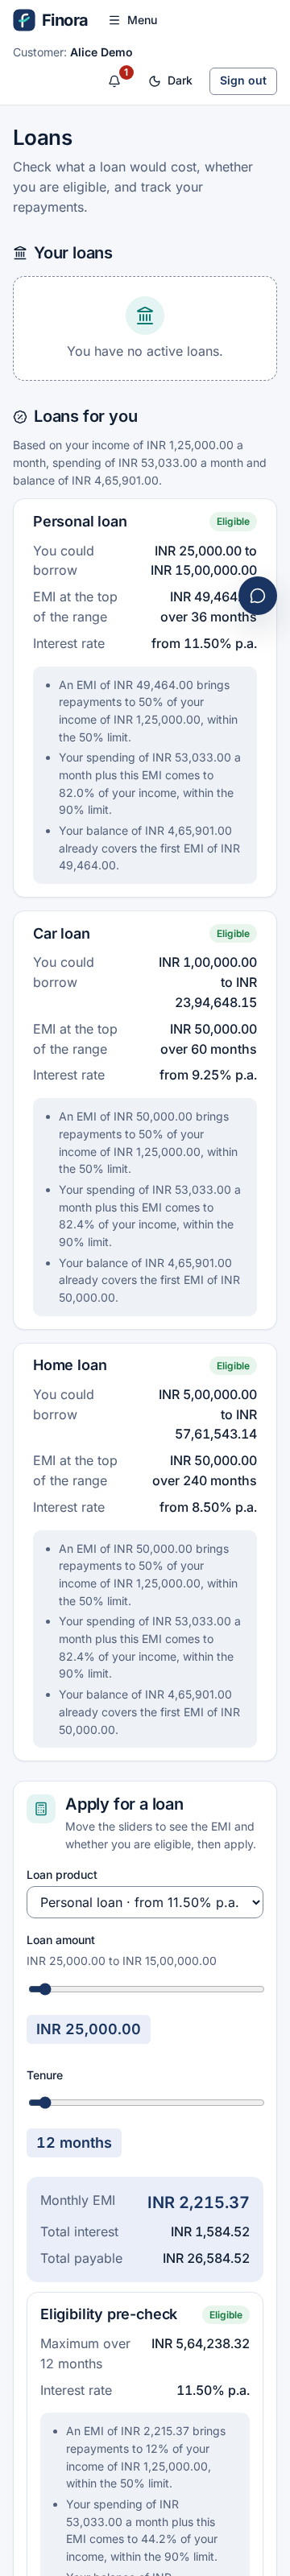 Finora
Menu
Customer: Alice Demo
1
Dark
Sign out
Loans
Check what a loan would cost, whether
you are eligible, and track your
repayments.
Your loans
You have no active loans.
Loans for you
Based on your income of INR 1,25,000.00 a
month, spending of INR 53,033.00 a month and
balance of INR 4,65,901.00.
Personal loan
Eligible
You could borrow
INR 25,000.00 to
INR 15,00,000.00
EMI at the top of the range
INR 49,464
over 36 months
Interest rate
from 11.50% p.a.
• An EMI of INR 49,464.00 brings
repayments to 50% of your
income of INR 1,25,000.00, within
the 50% limit.
• Your spending of INR 53,033.00 a
month plus this EMI comes to
82.0% of your income, within the
90% limit.
• Your balance of INR 4,65,901.00
already covers the first EMI of INR
49,464.00.
Car loan
Eligible
You could borrow
INR 1,00,000.00
to INR
23,94,648.15
EMI at the top of the range
INR 50,000.00
over 60 months
Interest rate
from 9.25% p.a.
• An EMI of INR 50,000.00 brings
repayments to 50% of your
income of INR 1,25,000.00, within
the 50% limit.
• Your spending of INR 53,033.00 a
month plus this EMI comes to
82.4% of your income, within the
90% limit.
• Your balance of INR 4,65,901.00
already covers the first EMI of INR
50,000.00.
Home loan
Eligible
You could borrow
INR 5,00,000.00
to INR
57,61,543.14
EMI at the top of the range
INR 50,000.00
over 240 months
Interest rate
from 8.50% p.a.
• An EMI of INR 50,000.00 brings
repayments to 50% of your
income of INR 1,25,000.00, within
the 50% limit.
• Your spending of INR 53,033.00 a
month plus this EMI comes to
82.4% of your income, within the
90% limit.
• Your balance of INR 4,65,901.00
already covers the first EMI of INR
50,000.00.
Apply for a loan
Move the sliders to see the EMI and
whether you are eligible, then apply.
Loan product
Personal loan · from 11.50% p.a.
Loan amount
INR 25,000.00 to INR 15,00,000.00
INR 25,000.00
Tenure
12 months
Monthly EMI
INR 2,215.37
Total interest
INR 1,584.52
Total payable
INR 26,584.52
Eligibility pre-check
Eligible
Maximum over 12 months
INR 5,64,238.32
Interest rate
11.50% p.a.
• An EMI of INR 2,215.37 brings
repayments to 12% of your
income of INR 1,25,000.00,
within the 50% limit.
• Your spending of INR
53,033.00 a month plus this
EMI comes to 44.2% of your
income, within the 90% limit.